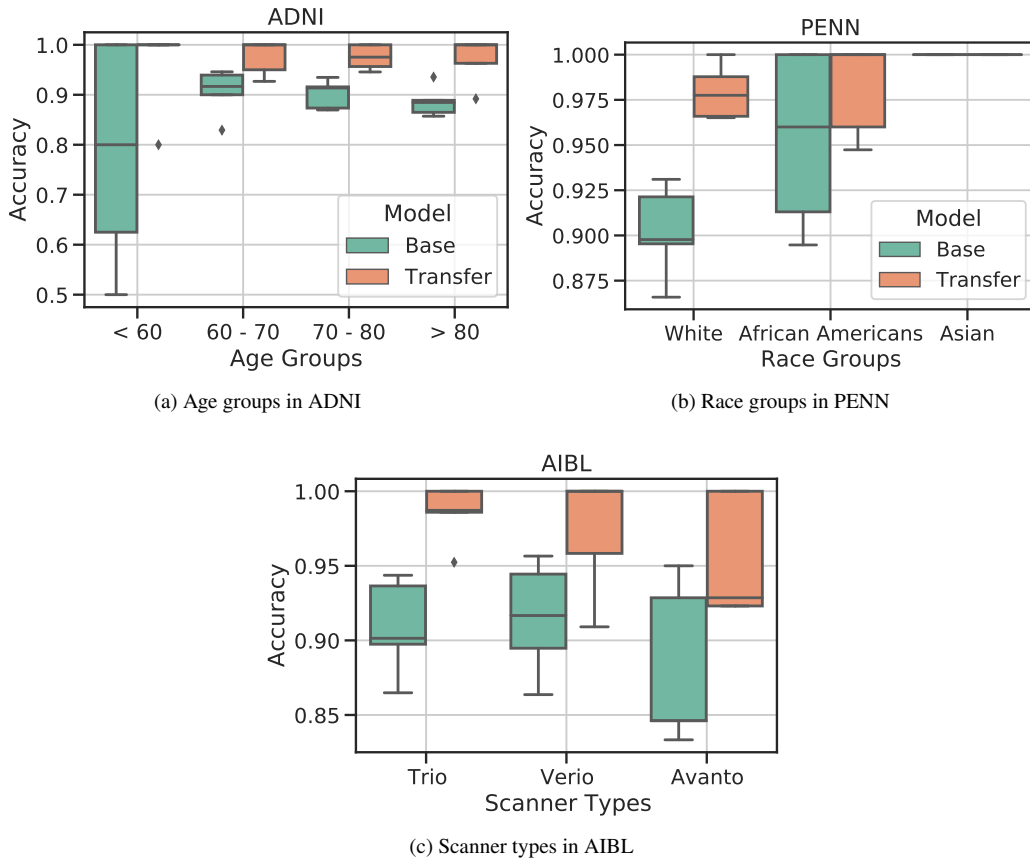 ADNI
Accuracy
1.0
0.9
0.8
0.7
0.6
0.5
Model
Base
Transfer
< 60 60 - 70 70 - 80 > 80
Age Groups
(a) Age groups in ADNI
PENN
Accuracy
1.000
0.975
0.950
0.925
0.900
0.875
Model
Base
Transfer
White African Americans Asian
Race Groups
(b) Race groups in PENN
AIBL
Accuracy
1.00
0.95
0.90
0.85
Trio Verio Avanto
Scanner Types
(c) Scanner types in AIBL